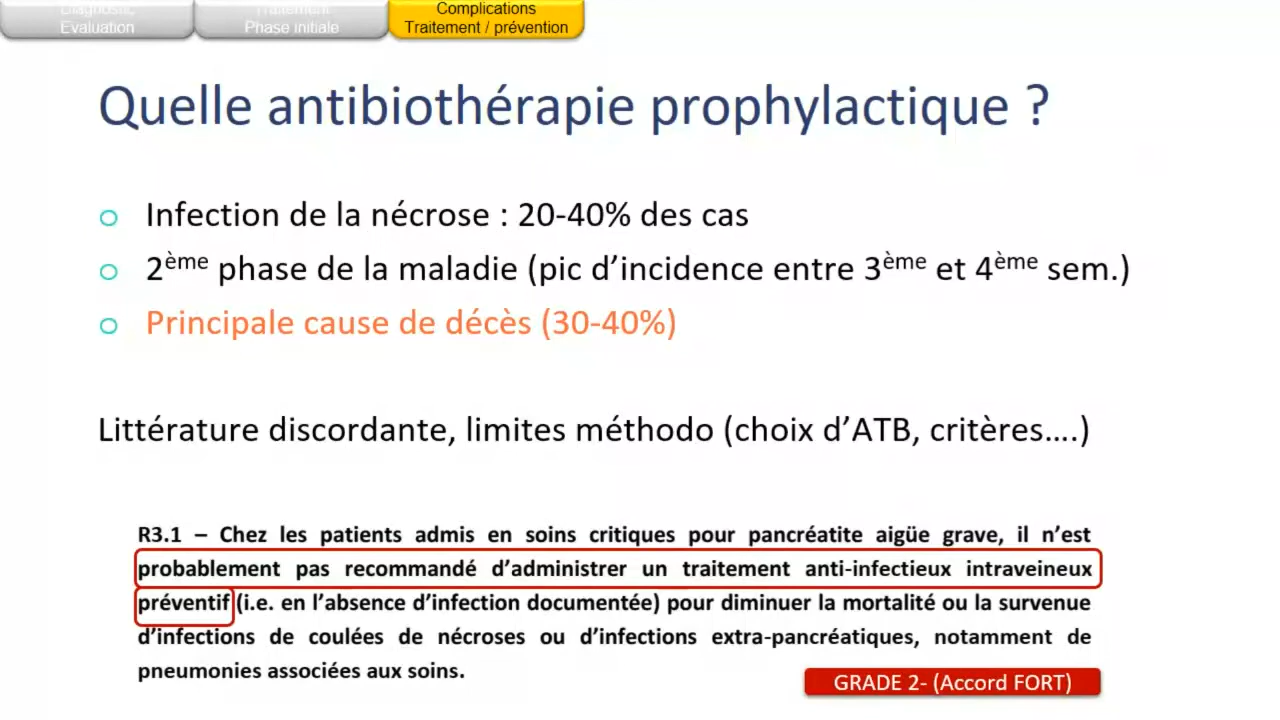 Diagnostic
Evaluation
Traitement
Phase initiale
Complications
Traitement / prévention
Quelle antibiothérapie prophylactique ?
o Infection de la nécrose : 20-40% des cas
o 2ème phase de la maladie (pic d’incidence entre 3ème et 4ème sem.)
o Principale cause de décès (30-40%)
Littérature discordante, limites méthodo (choix d’ATB, critères….)
R3.1 – Chez les patients admis en soins critiques pour pancréatite aigüe grave, il n’est
probablement pas recommandé d’administrer un traitement anti-infectieux intraveineux
préventif (i.e. en l’absence d’infection documentée) pour diminuer la mortalité ou la survenue
d’infections de coulées de nécroses ou d’infections extra-pancréatiques, notamment de
pneumonies associées aux soins.
GRADE 2- (Accord FORT)